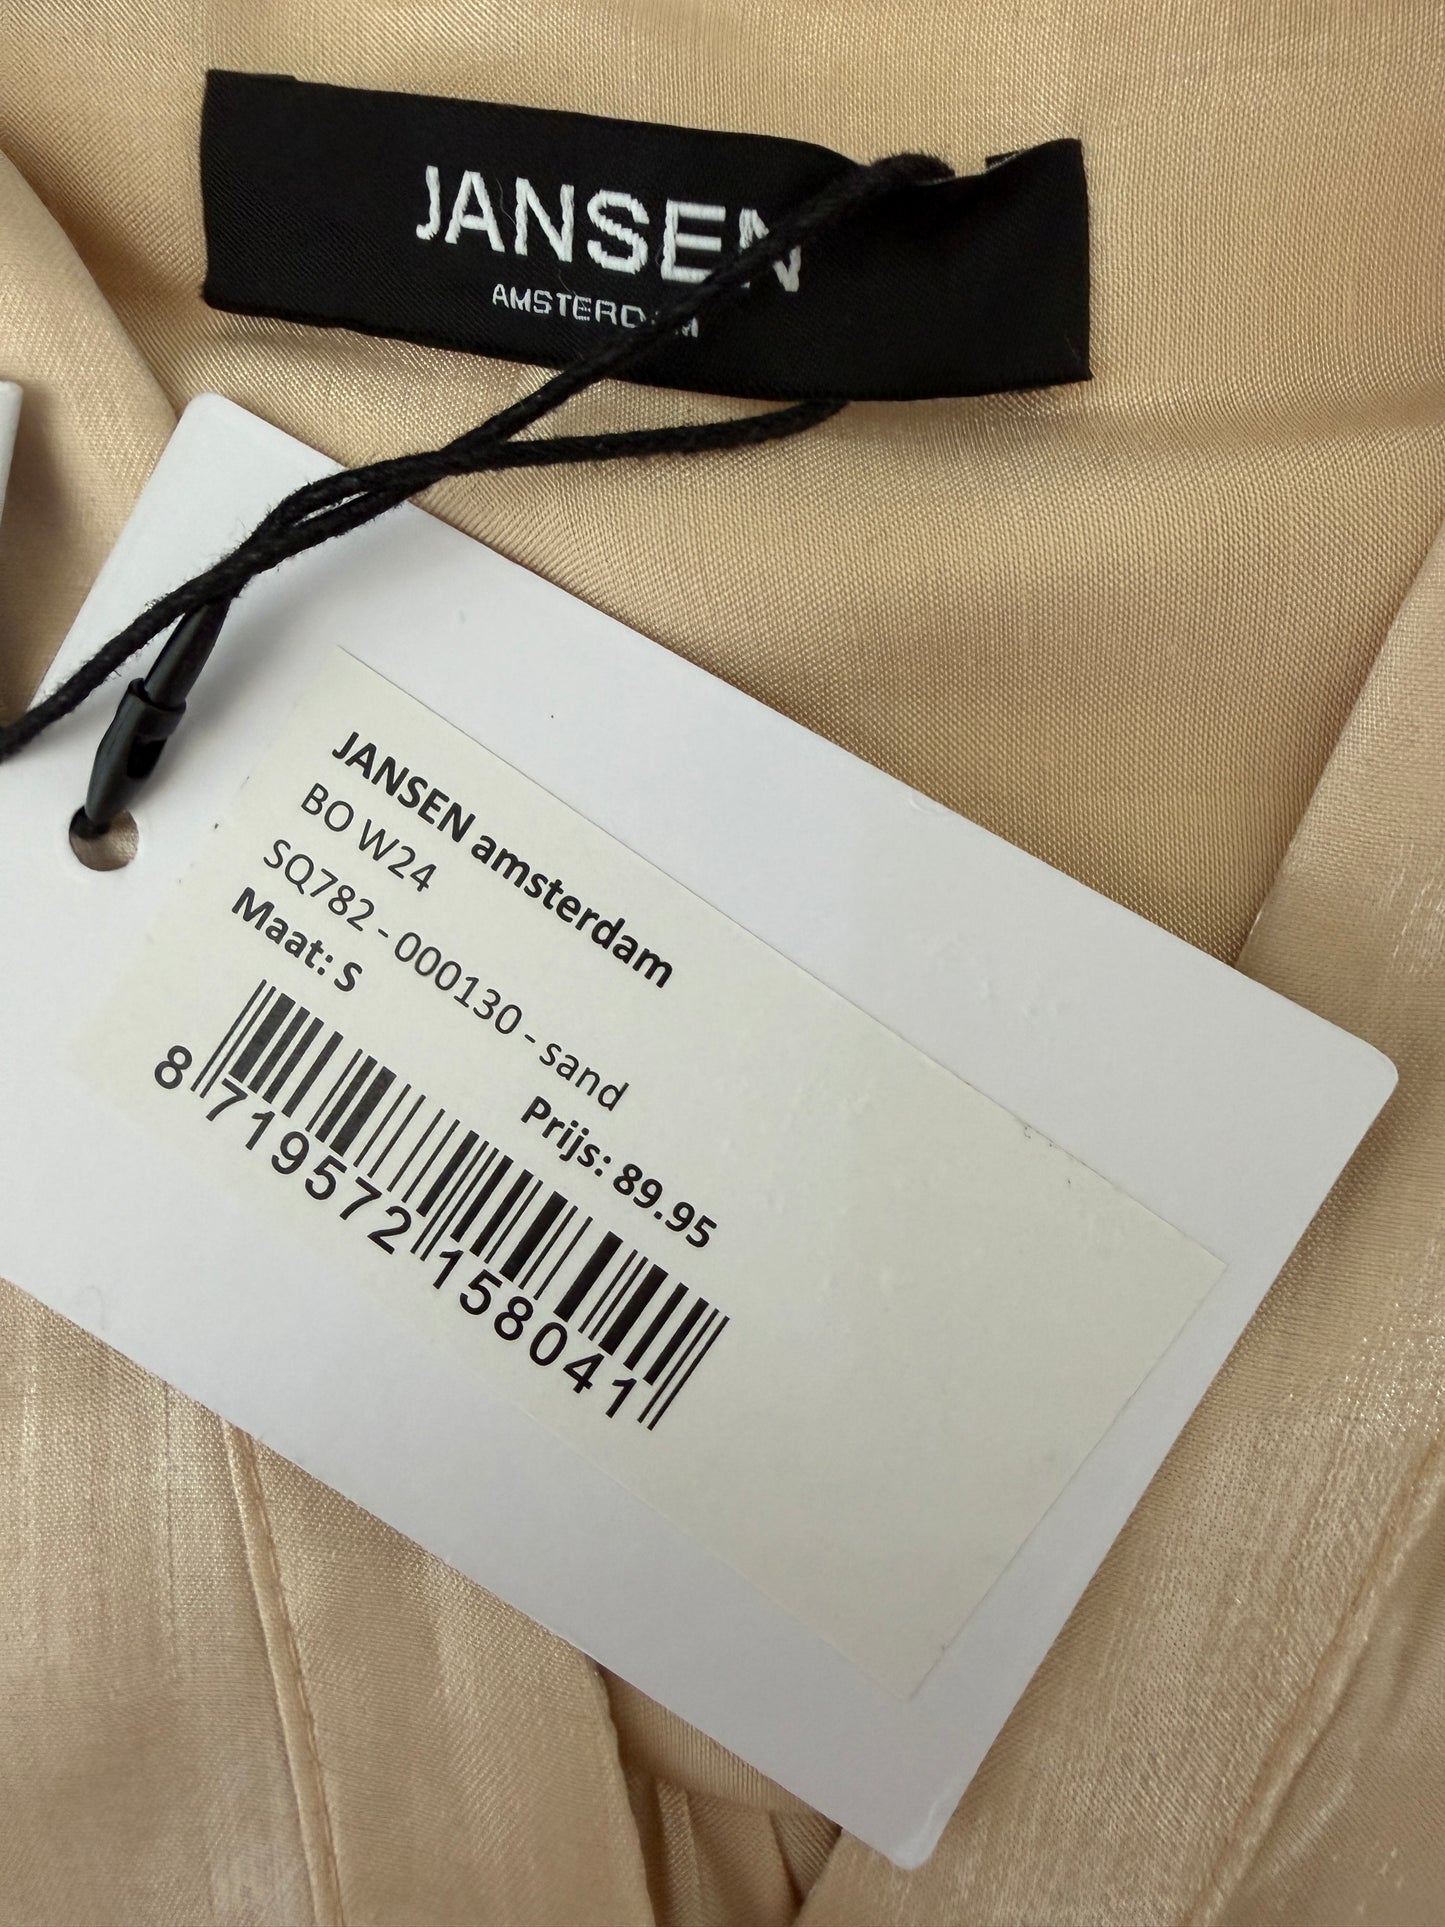 JANSEN
AMSTERDAM
JANSEN amsterdam
BO W24
SQ782 - 000130 - sand
Maat: S
Prijs: 89.95
8 719572 158041